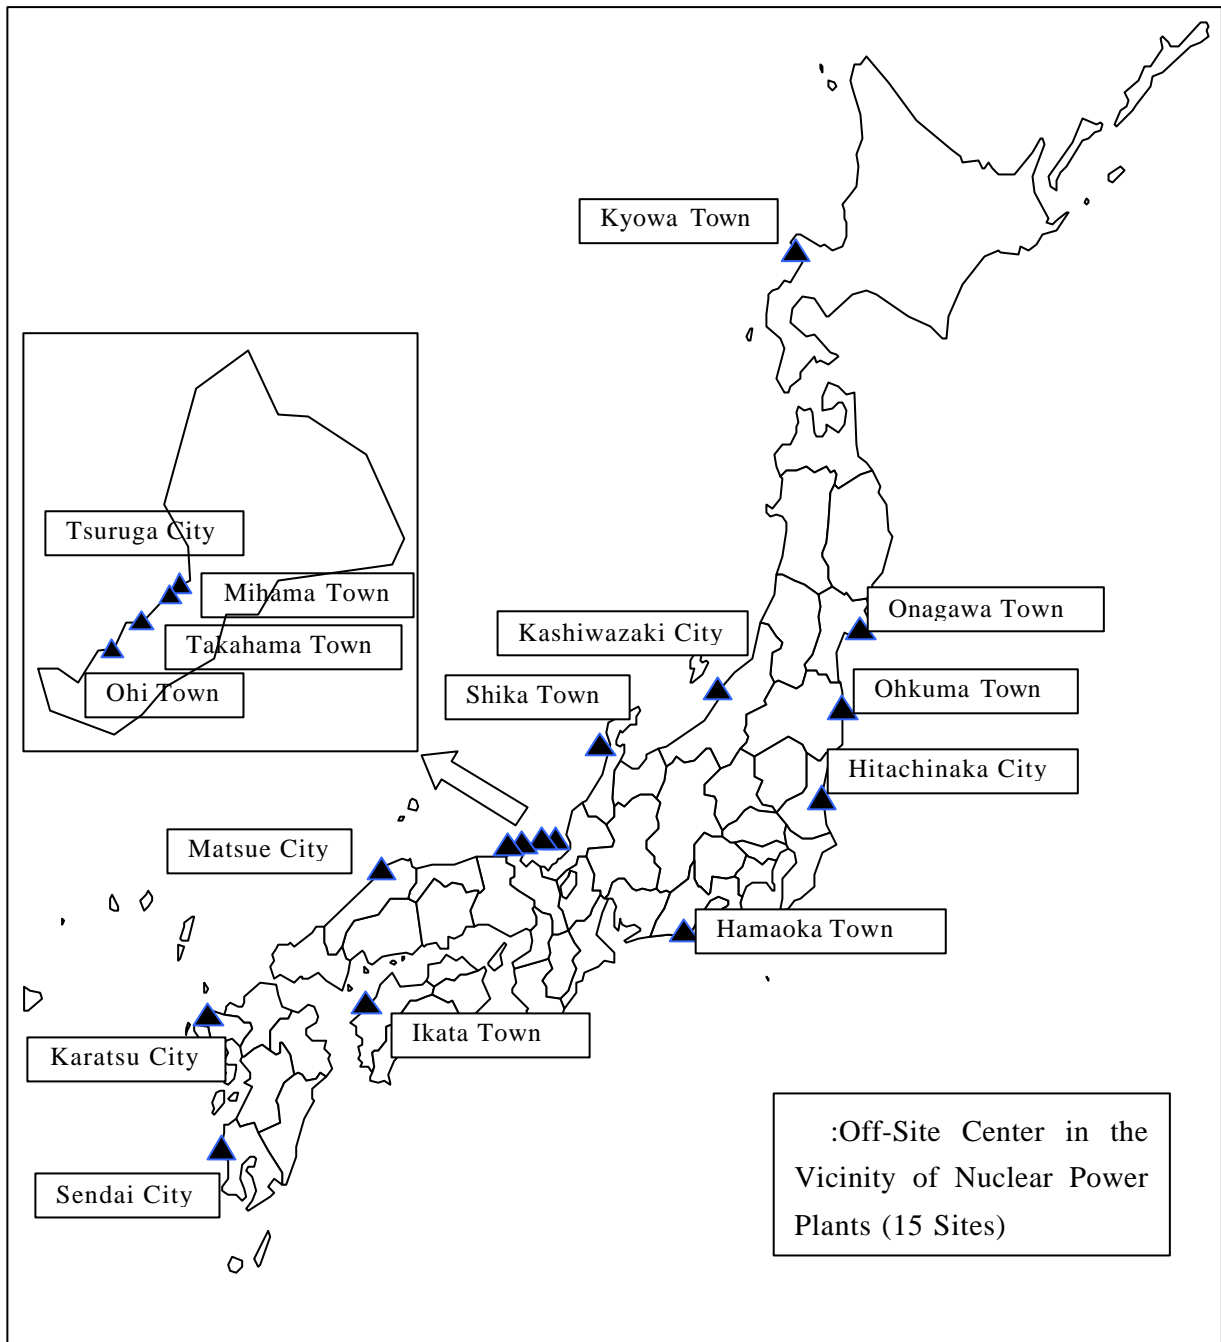 Kyowa Town
Tsuruga City
Mihama Town
Takahama Town
Ohi Town
Kashiwazaki City
Onagawa Town
Shika Town
Ohkuma Town
Hitachinaka City
Matsue City
Hamaoka Town
Ikata Town
Karatsu City
Sendai City
:Off-Site Center in the
Vicinity of Nuclear Power
Plants (15 Sites)